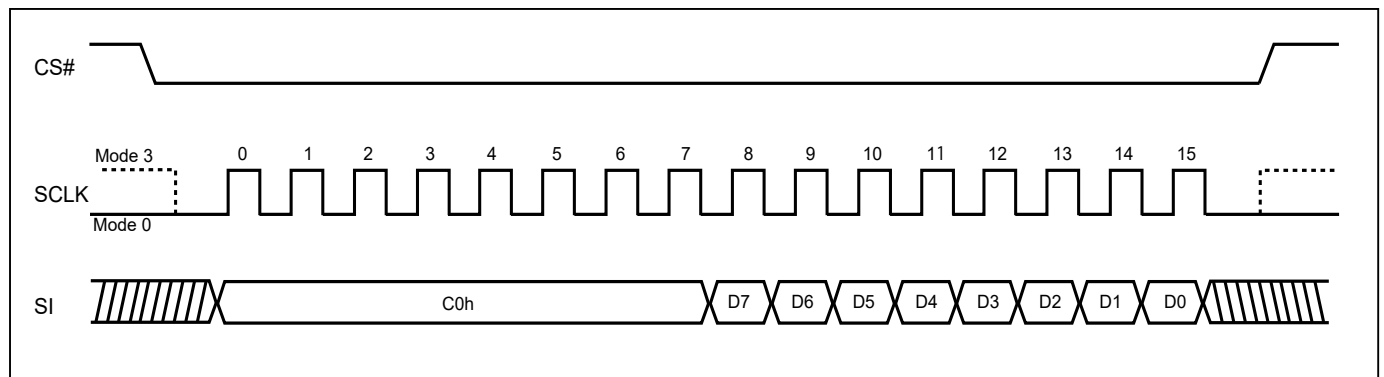 CS#
Mode 3
0 1 2 3 4 5 6 7 8 9 10 11 12 13 14 15
SCLK
Mode 0
SI
C0h D7 D6 D5 D4 D3 D2 D1 D0